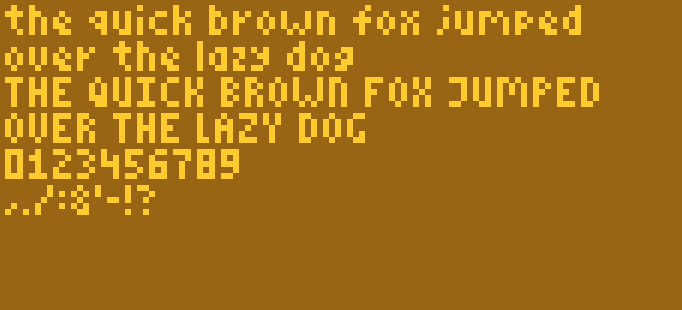 the quick brown fox jumped
over the lazy dog
THE QUICK BROWN FOX JUMPED
OVER THE LAZY DOG
0123456789
,./:&'-!?